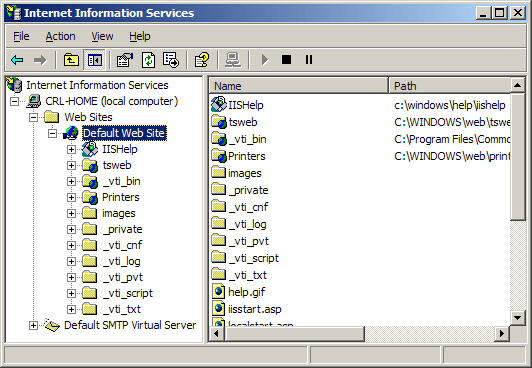 Internet Information Services
File Action View Help
Internet Information Services
CRL-HOME (local computer)
Web Sites
Default Web Site
IISHelp
tsweb
_vti_bin
Printers
images
_private
_vti_cnf
_vti_log
_vti_pvt
_vti_script
_vti_txt
Default SMTP Virtual Server
Name Path
IISHelp c:\windows\help\iishelp
tsweb C:\WINDOWS\web\tswe
_vti_bin C:\Program Files\Commo
Printers C:\WINDOWS\web\print
images
_private
_vti_cnf
_vti_log
_vti_pvt
_vti_script
_vti_txt
help.gif
iisstart.asp
localstart.asp